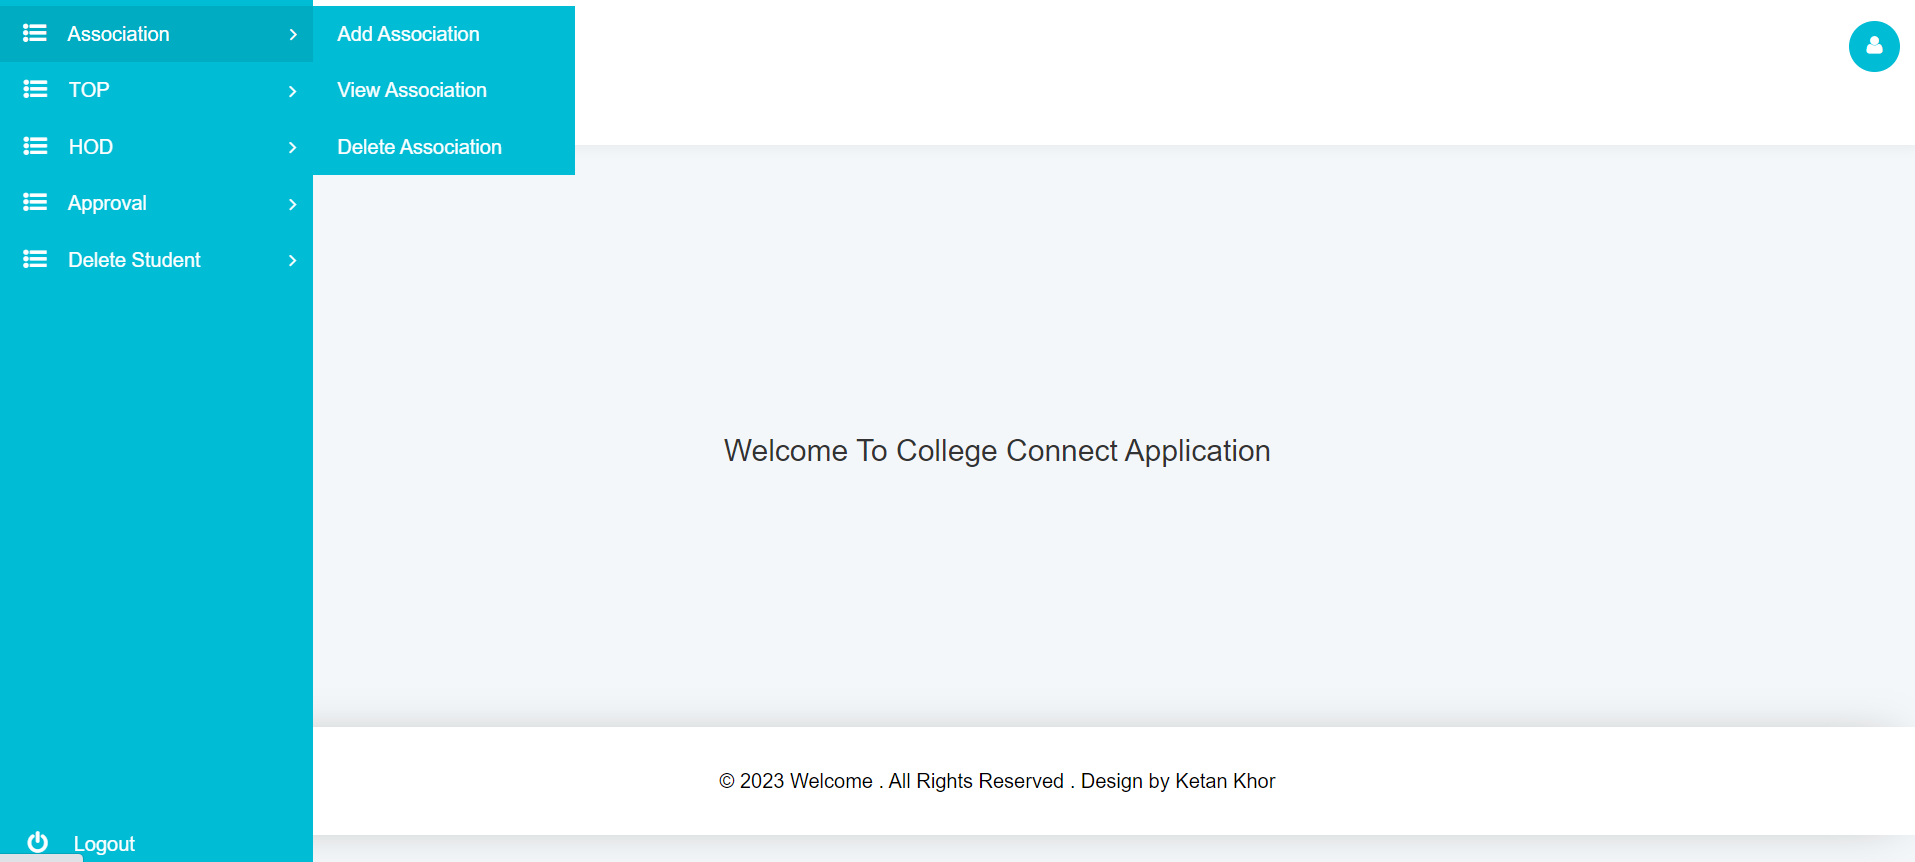 Association
Add Association
TOP
View Association
HOD
Delete Association
Approval
Delete Student
Welcome To College Connect Application
© 2023 Welcome . All Rights Reserved . Design by Ketan Khor
Logout